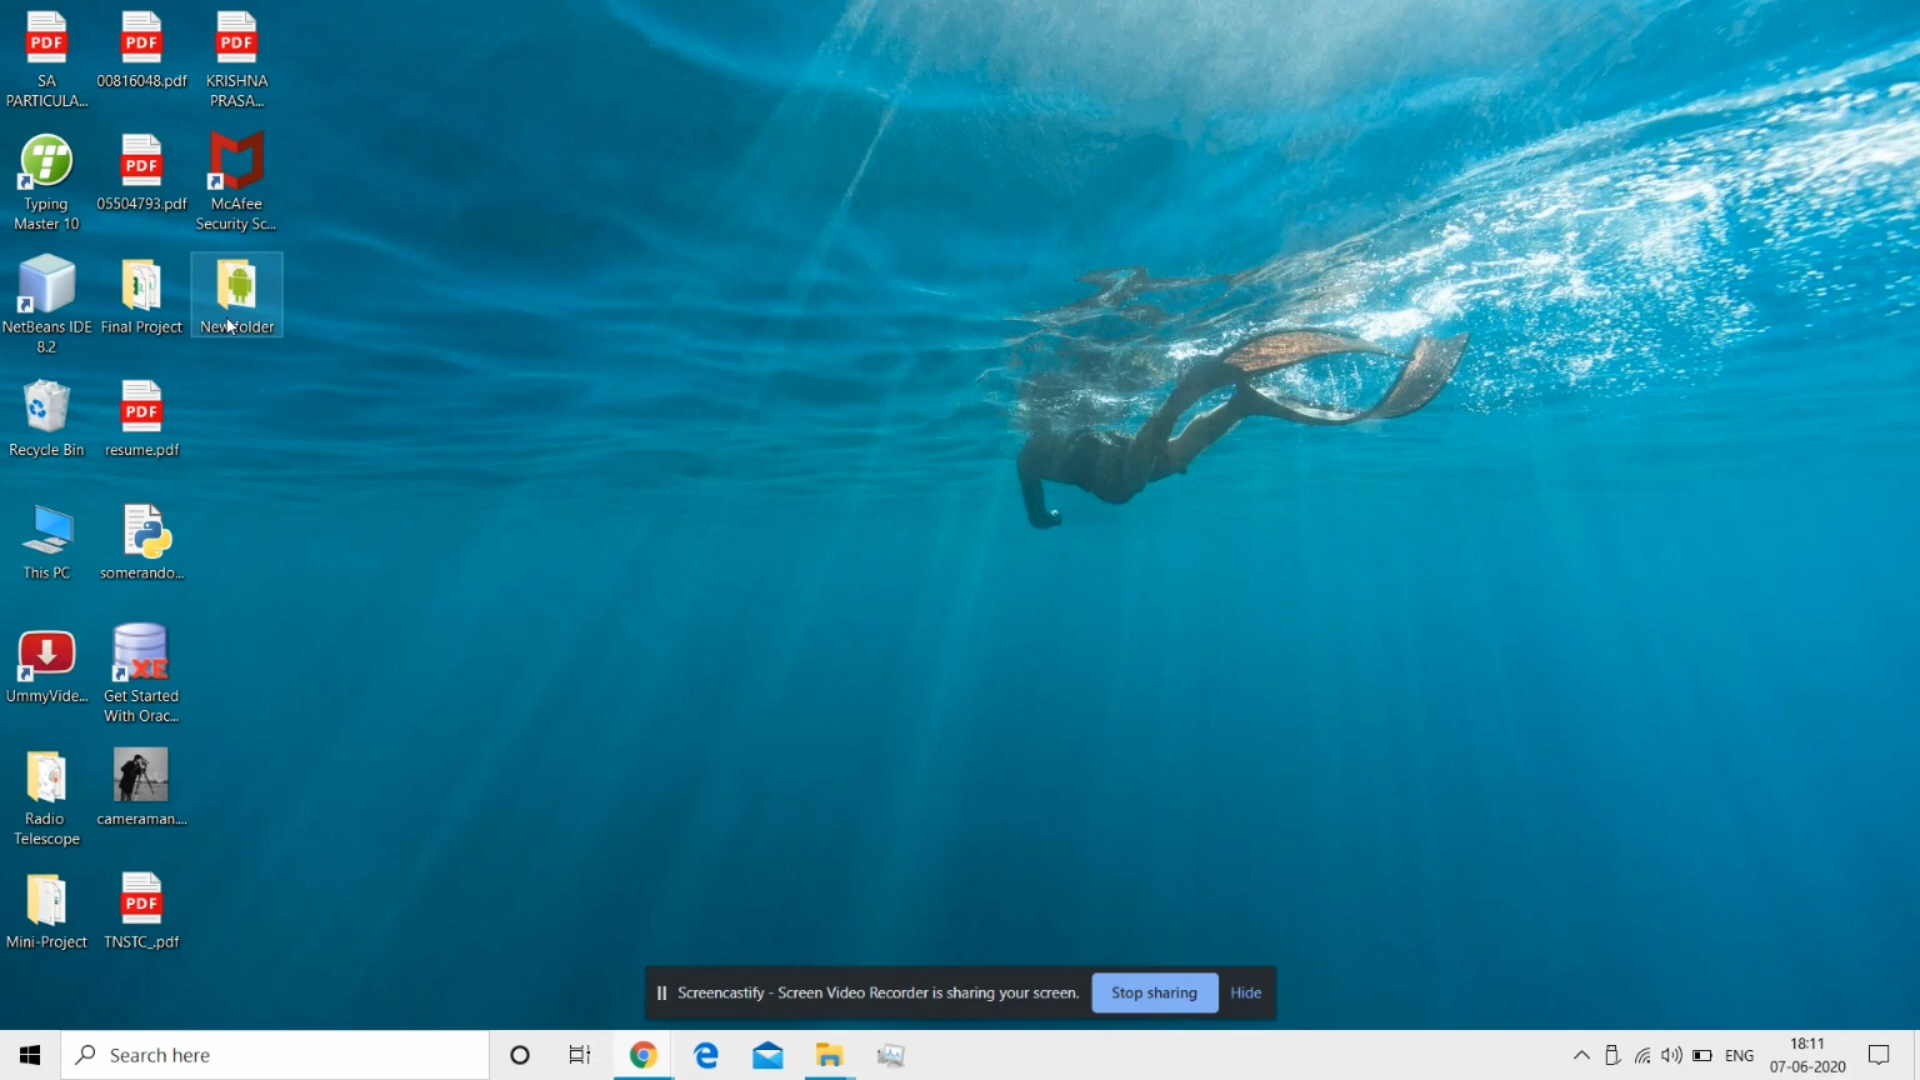 PDF
PDF
PDF
SA
PARTICULA...
00816048.pdf
KRISHNA
PRASA...
PDF
Typing
Master 10
05504793.pdf
McAfee
Security Sc...
NetBeans IDE
8.2
Final Project
New folder
PDF
Recycle Bin
resume.pdf
This PC
somerando...
XE
UmmyVide...
Get Started
With Orac...
Radio
Telescope
cameraman....
PDF
Mini-Project
TNSTC_.pdf
Screencastify - Screen Video Recorder is sharing your screen.
Stop sharing
Hide
Search here
ENG
18:11
07-06-2020